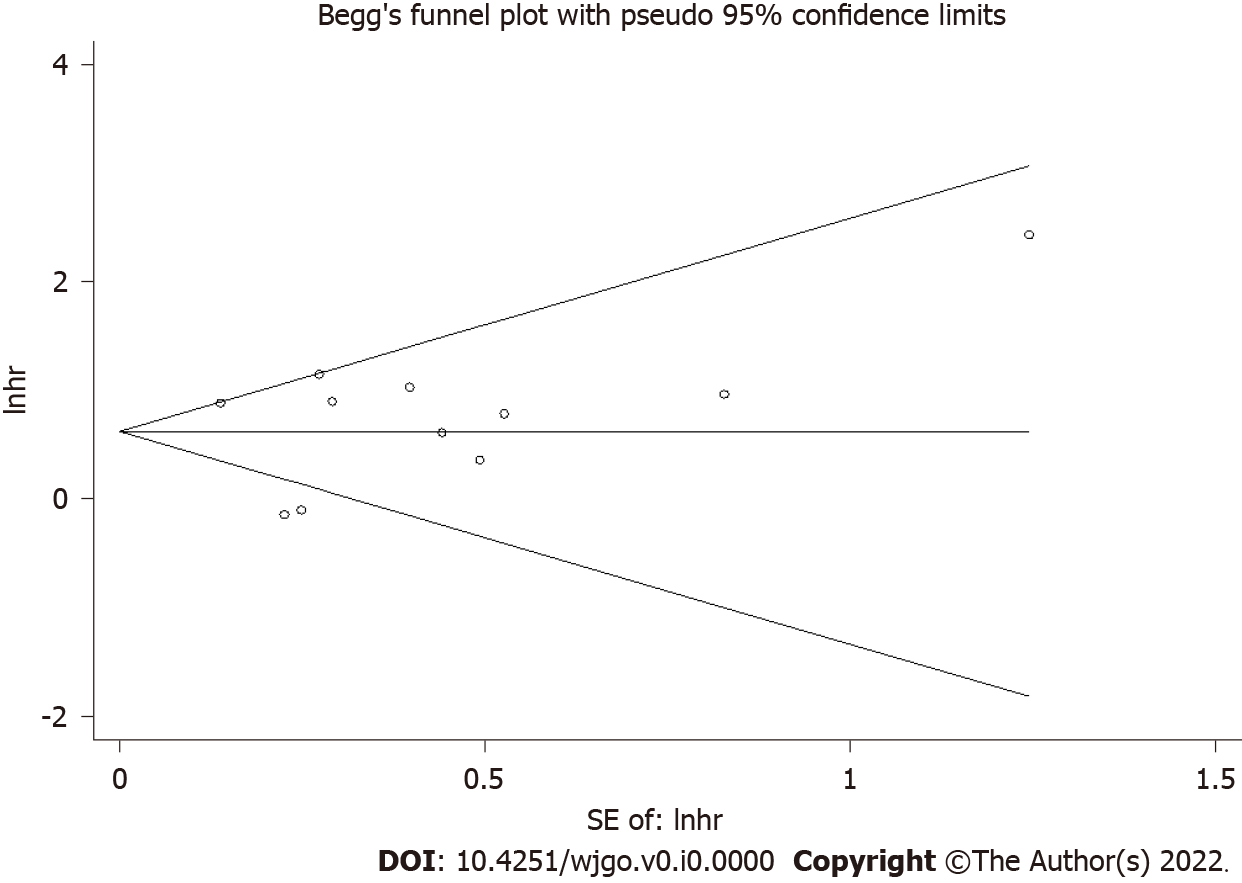 Begg's funnel plot with pseudo 95% confidence limits
4
2
0
-2
lnhr
0
0.5
1
1.5
SE of: lnhr
DOI: 10.4251/wjgo.v0.i0.0000 Copyright ©The Author(s) 2022.